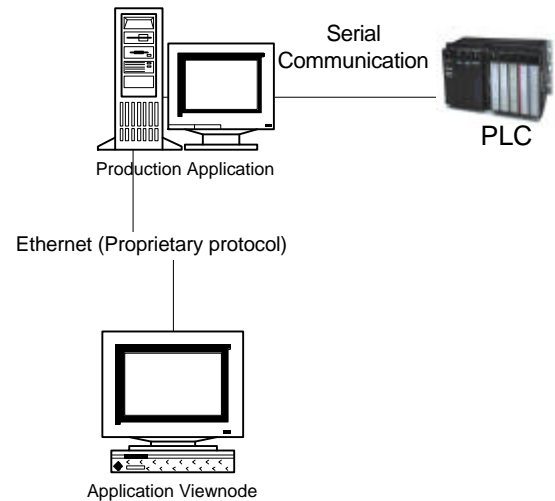 Serial
Communication
PLC
Production Application
Ethernet (Proprietary protocol)
Application Viewnode